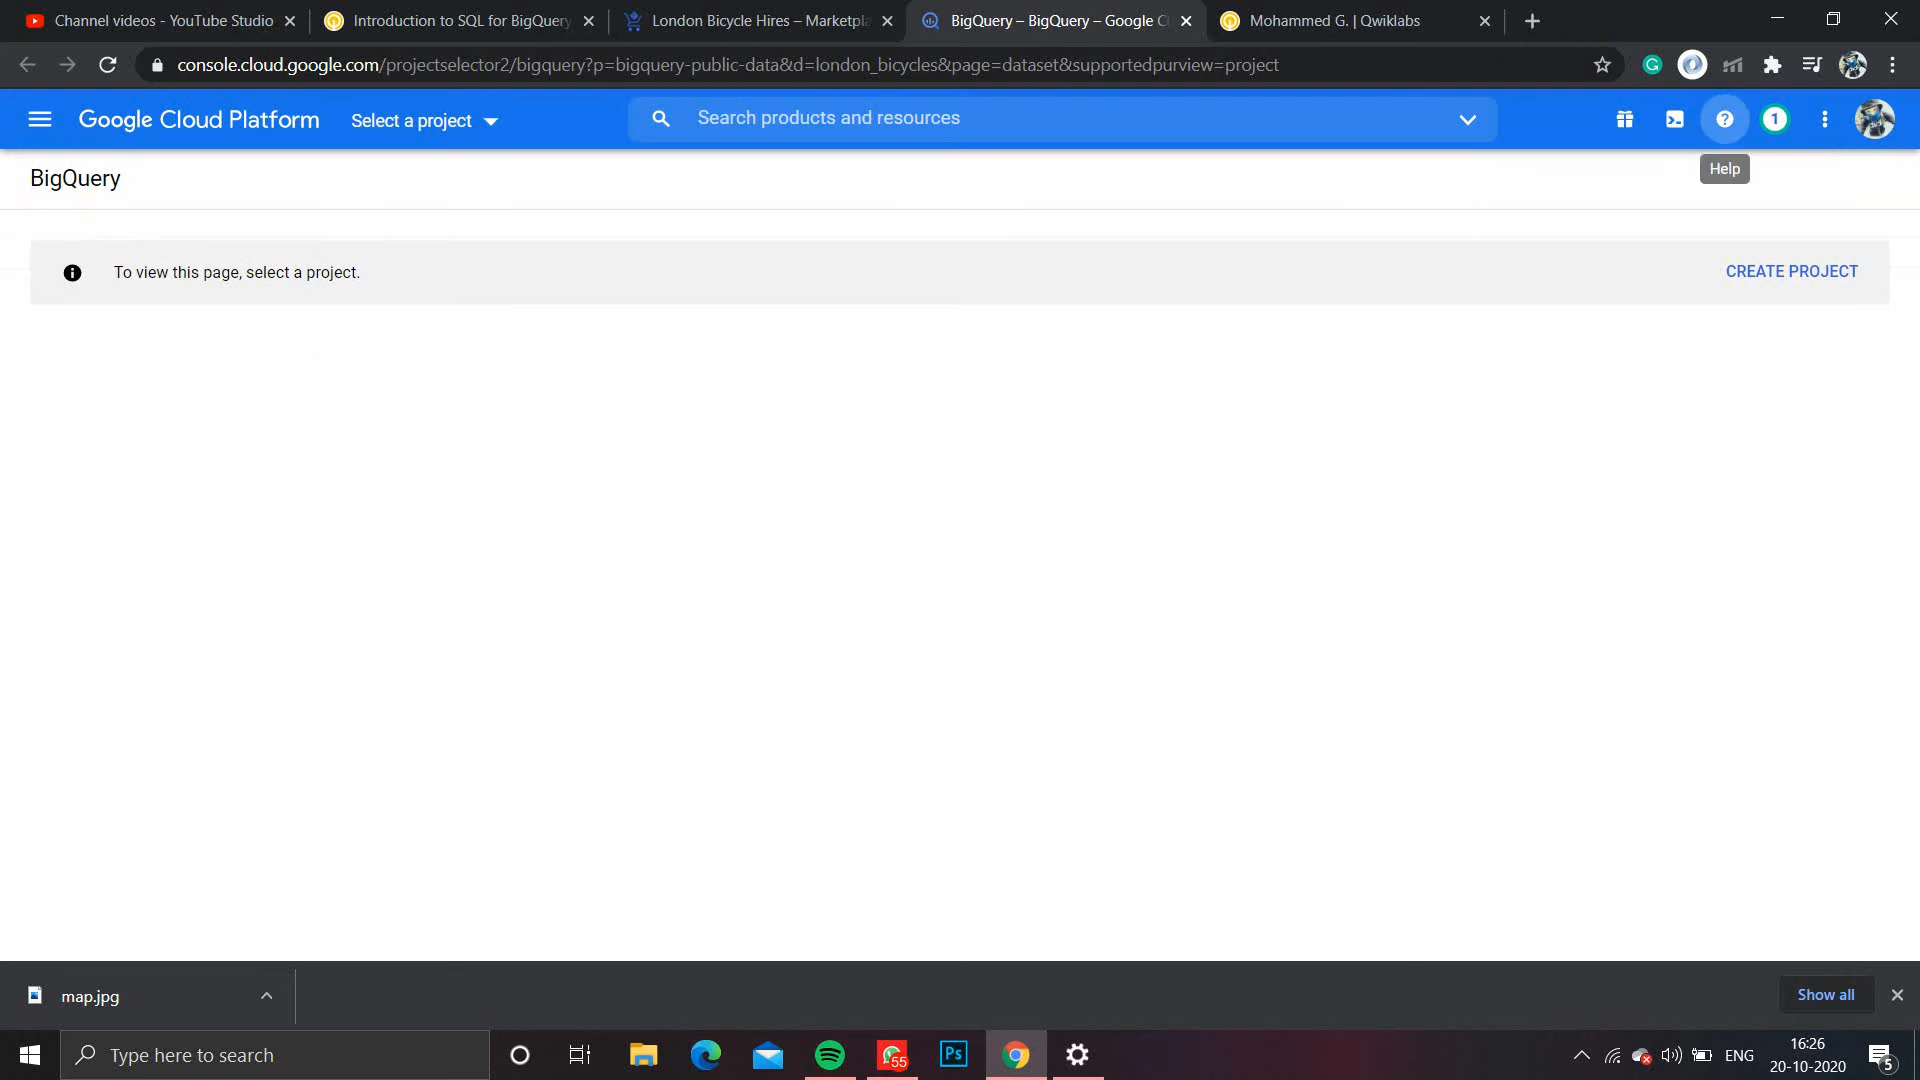 Channel videos - YouTube Studio
Introduction to SQL for BigQuery
London Bicycle Hires – Marketpla
BigQuery – BigQuery – Google Cl
Mohammed G. | Qwiklabs
console.cloud.google.com/projectselector2/bigquery?p=bigquery-public-data&d=london_bicycles&page=dataset&supportedpurview=project
Google Cloud Platform
Select a project
Search products and resources
1
Help
BigQuery
To view this page, select a project.
CREATE PROJECT
map.jpg
Show all
Type here to search
55
Ps
ENG
16:26
20-10-2020
5